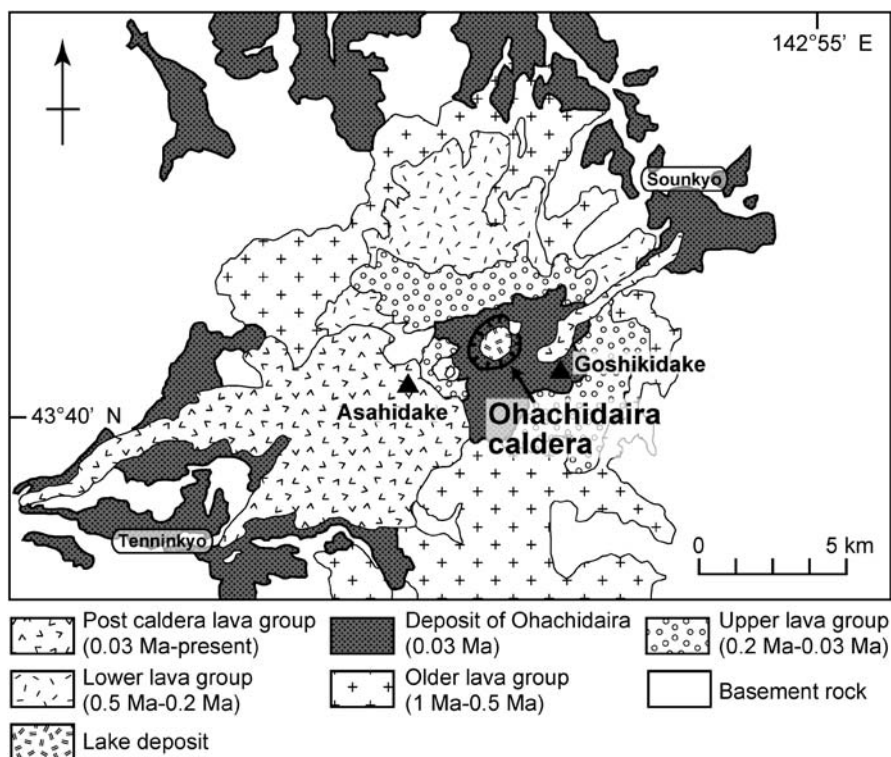 142°55' E
Sounkyo
Goshikidake
Asahidake
43°40' N
Ohachidaira
caldera
Tenninkyo
0 5 km
Post caldera lava group
(0.03 Ma-present)
Deposit of Ohachidaira
(0.03 Ma)
Upper lava group
(0.2 Ma-0.03 Ma)
Lower lava group
(0.5 Ma-0.2 Ma)
Older lava group
(1 Ma-0.5 Ma)
Basement rock
Lake deposit